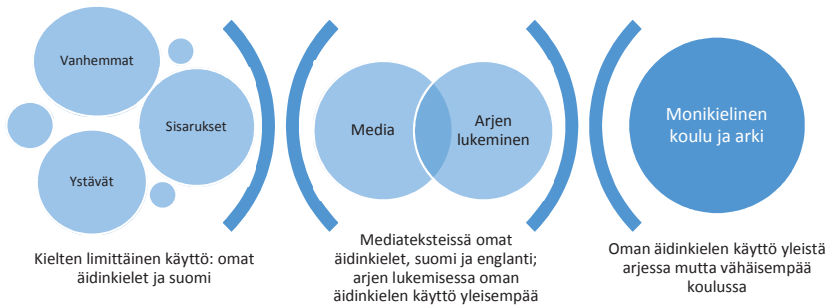 Vanhemmat
Sisarukset
Ystävät
Kielten limittäinen käyttö: omat
äidinkielet ja suomi
Media
Arjen
lukeminen
Mediateksteissä omat
äidinkielet, suomi ja englanti;
arjen lukemisessa oman
äidinkielen käyttö yleisempää
Monikielinen
koulu ja arki
Oman äidinkielen käyttö yleistä
arjessa mutta vähäisempää
koulussa